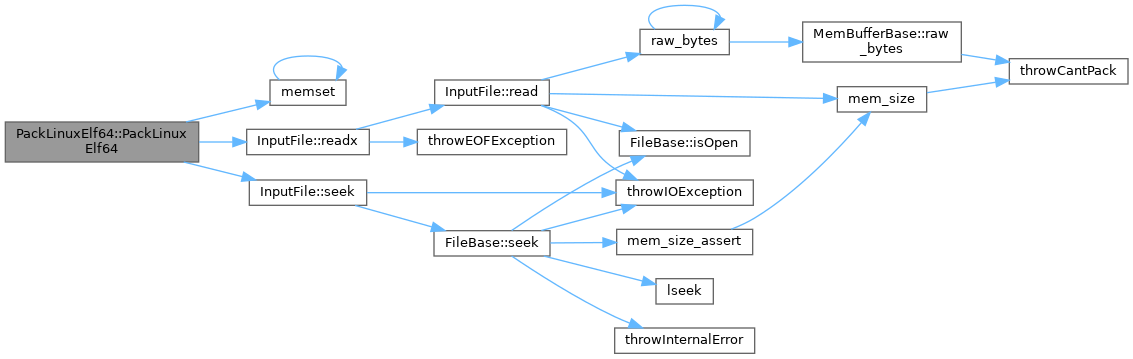 PackLinuxElf64::PackLinux
Elf64
memset
InputFile::readx
InputFile::seek
InputFile::read
throwEOFException
FileBase::seek
raw_bytes
FileBase::isOpen
throwIOException
mem_size_assert
lseek
throwInternalError
MemBufferBase::raw
_bytes
mem_size
throwCantPack